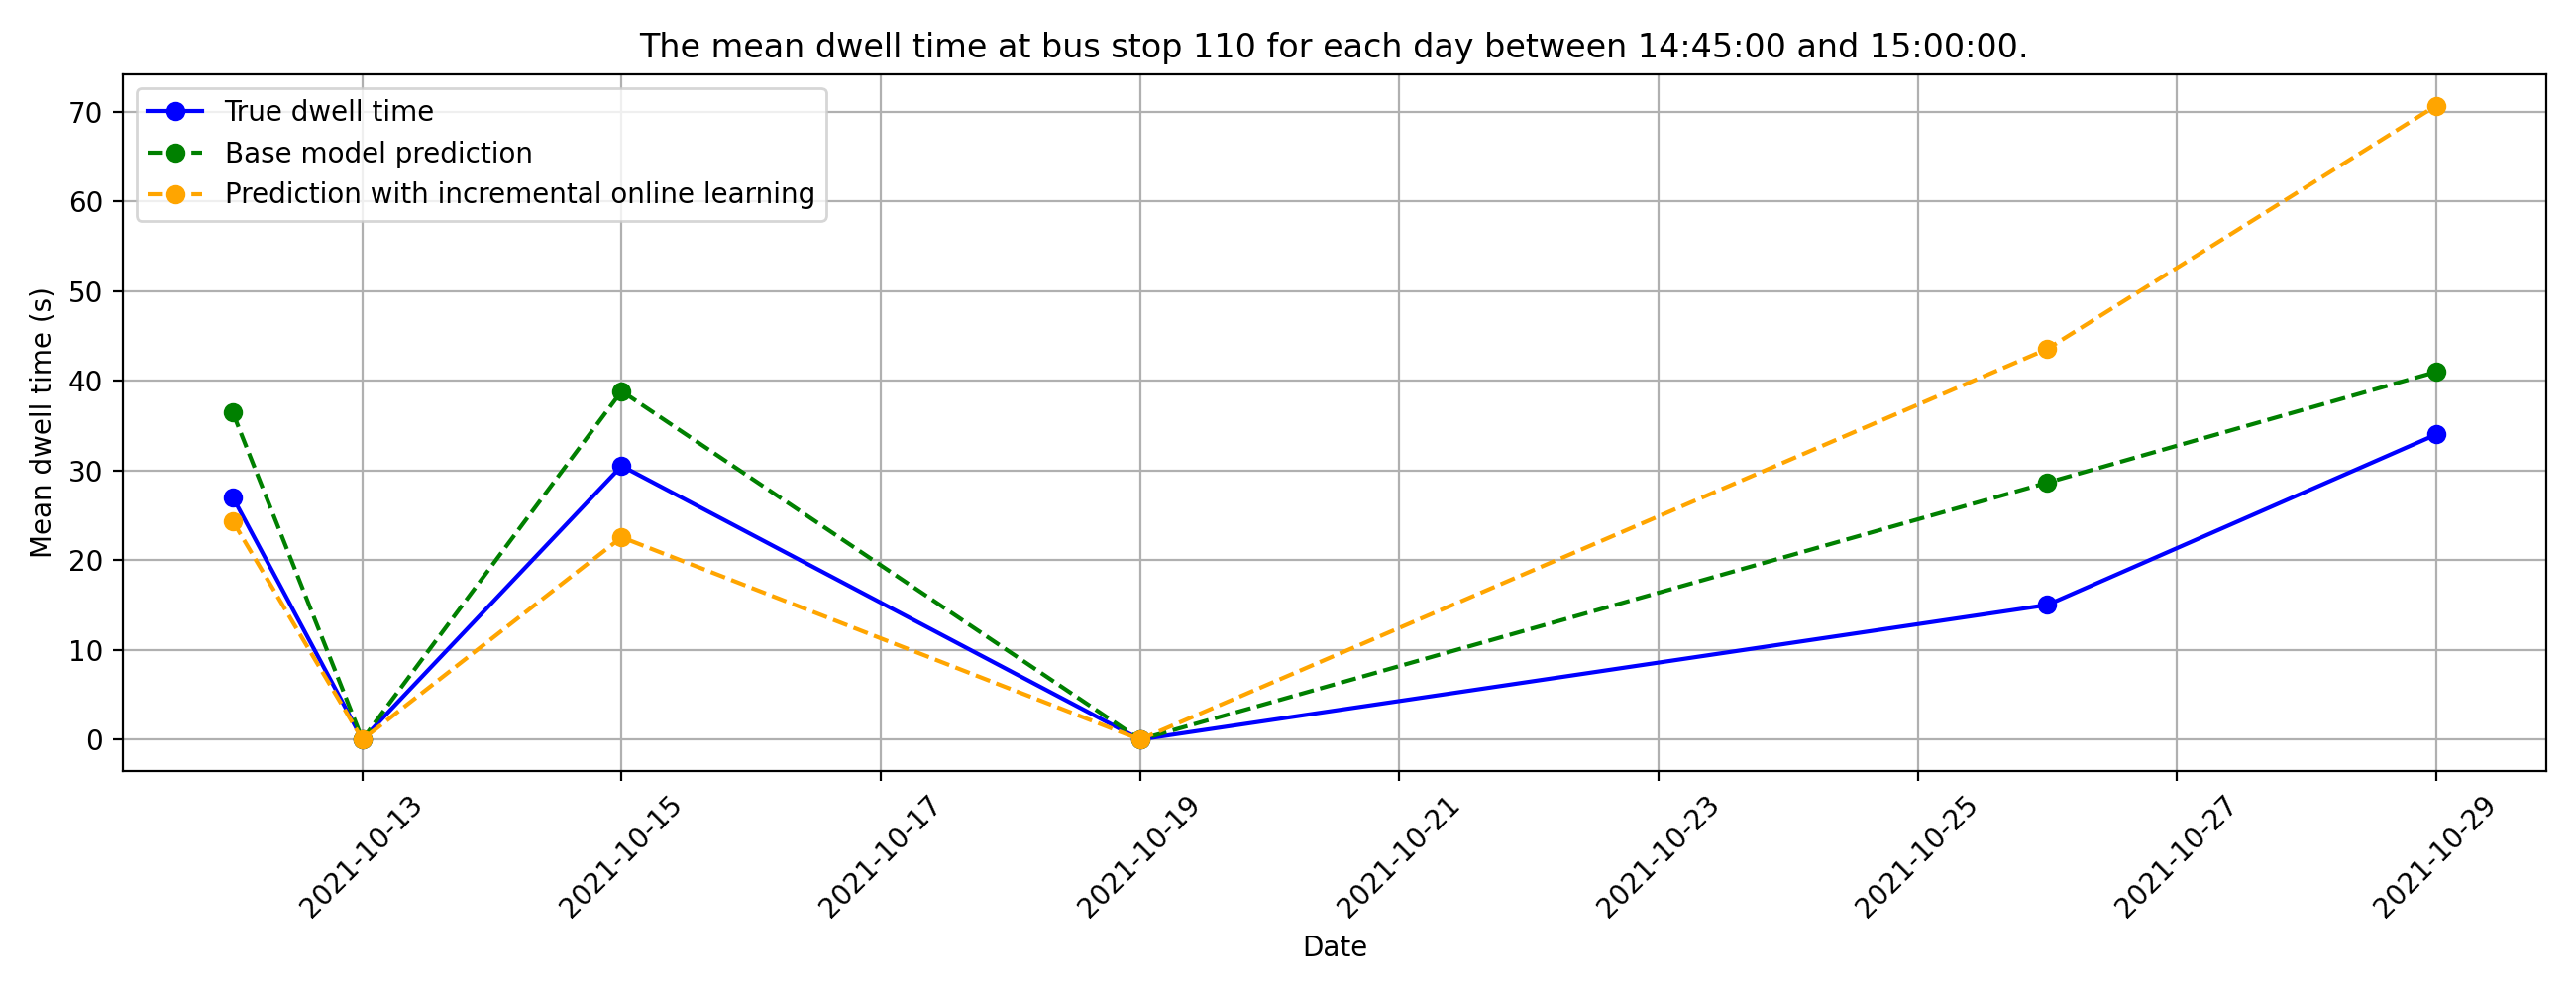 The mean dwell time at bus stop 110 for each day between 14:45:00 and 15:00:00.
True dwell time
Base model prediction
Prediction with incremental online learning
Mean dwell time (s)
70
60
50
40
30
20
10
0
2021-10-13
2021-10-15
2021-10-17
2021-10-19
2021-10-21
2021-10-23
2021-10-25
2021-10-27
2021-10-29
Date